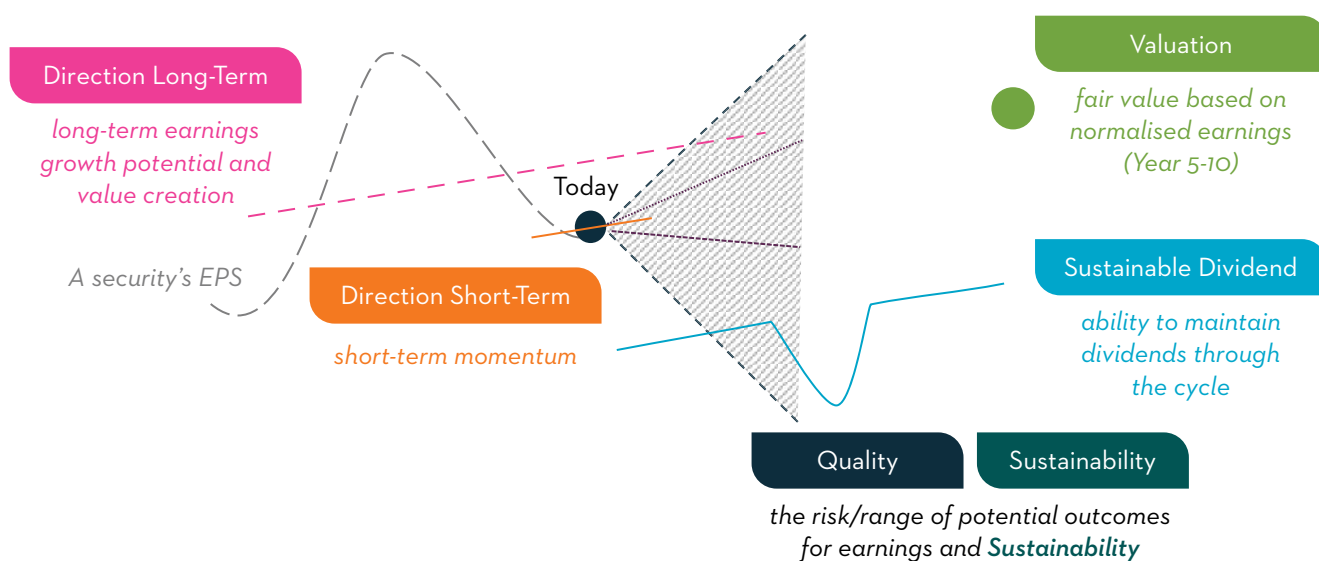 Direction Long-Term
long-term earnings
growth potential and
value creation
A security's EPS
Today
Direction Short-Term
short-term momentum
Valuation
fair value based on
normalised earnings
(Year 5-10)
Sustainable Dividend
ability to maintain
dividends through
the cycle
Quality
Sustainability
the risk/range of potential outcomes
for earnings and Sustainability